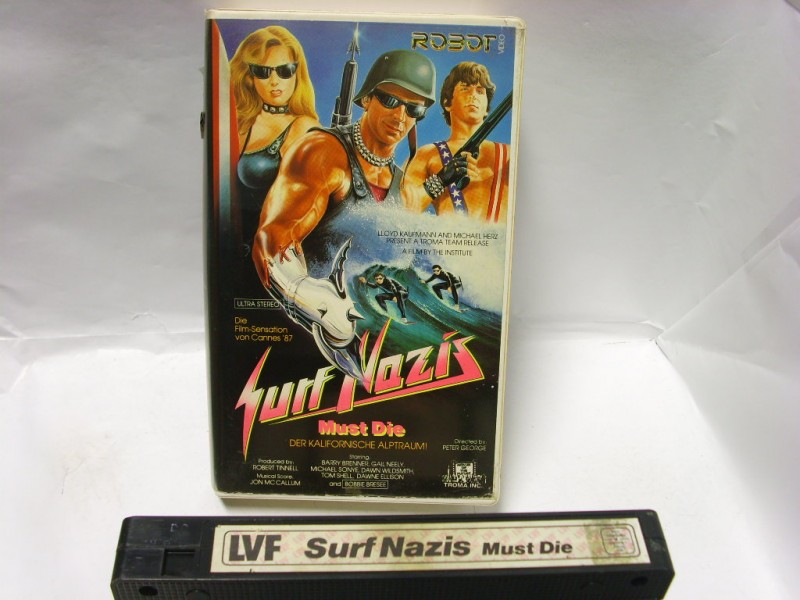 ROBOT VIDEO
LLOYD KAUFMANN AND MICHAEL HERZ
PRESENT A TROMA TEAM RELEASE
A FILM BY THE INSTITUTE
ULTRA STEREO
Die
Film-Sensation
von Cannes '87
Surf Nazis
Must Die
DER KALIFORNISCHE ALPTRAUM!
Produced by:
ROBERT TINNELL
Musical Score:
JON MC CALLUM
Starring:
BARRY BRENNER, GAIL NEELY,
MICHAEL SONYE, DAWN WILDSMITH,
TOM SHELL, DAWNE ELLISON
and BOBBIE BRESEE
Directed by:
PETER GEORGE
TROMA, INC.
LVF Surf Nazis Must Die